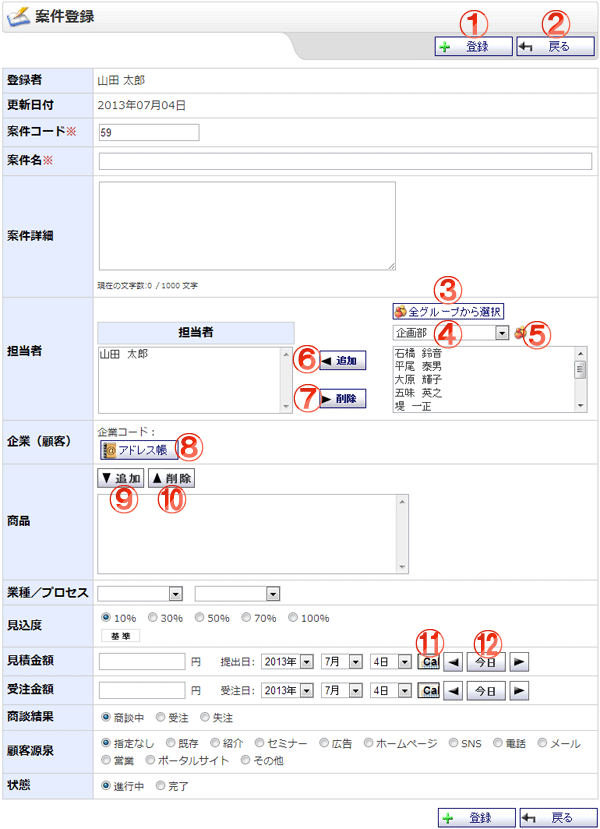 案件登録
① ②
登録 戻る
登録者 山田 太郎
更新日付 2013年07月04日
案件コード※ 59
案件名※
案件詳細
現在の文字数:0 / 1000 文字
③
全グループから選択
担当者 企画部 ④ ⑤
担当者 山田 太郎
⑥ 追加
⑦ 削除
石橋 鈴音
平尾 泰男
大原 輝子
五味 英之
堤 一正
企業（顧客） 企業コード：
アドレス帳 ⑧
商品 追加 削除
⑨ ⑩
業種／プロセス
見込度 10% 30% 50% 70% 100%
基準
⑪ ⑫
見積金額 円 提出日: 2013年 7月 4日 Cal 今日
受注金額 円 受注日: 2013年 7月 4日 Cal 今日
商談結果 商談中 受注 失注
顧客源泉 指定なし 既存 紹介 セミナー 広告 ホームページ SNS 電話 メール
営業 ポータルサイト その他
状態 進行中 完了
登録 戻る